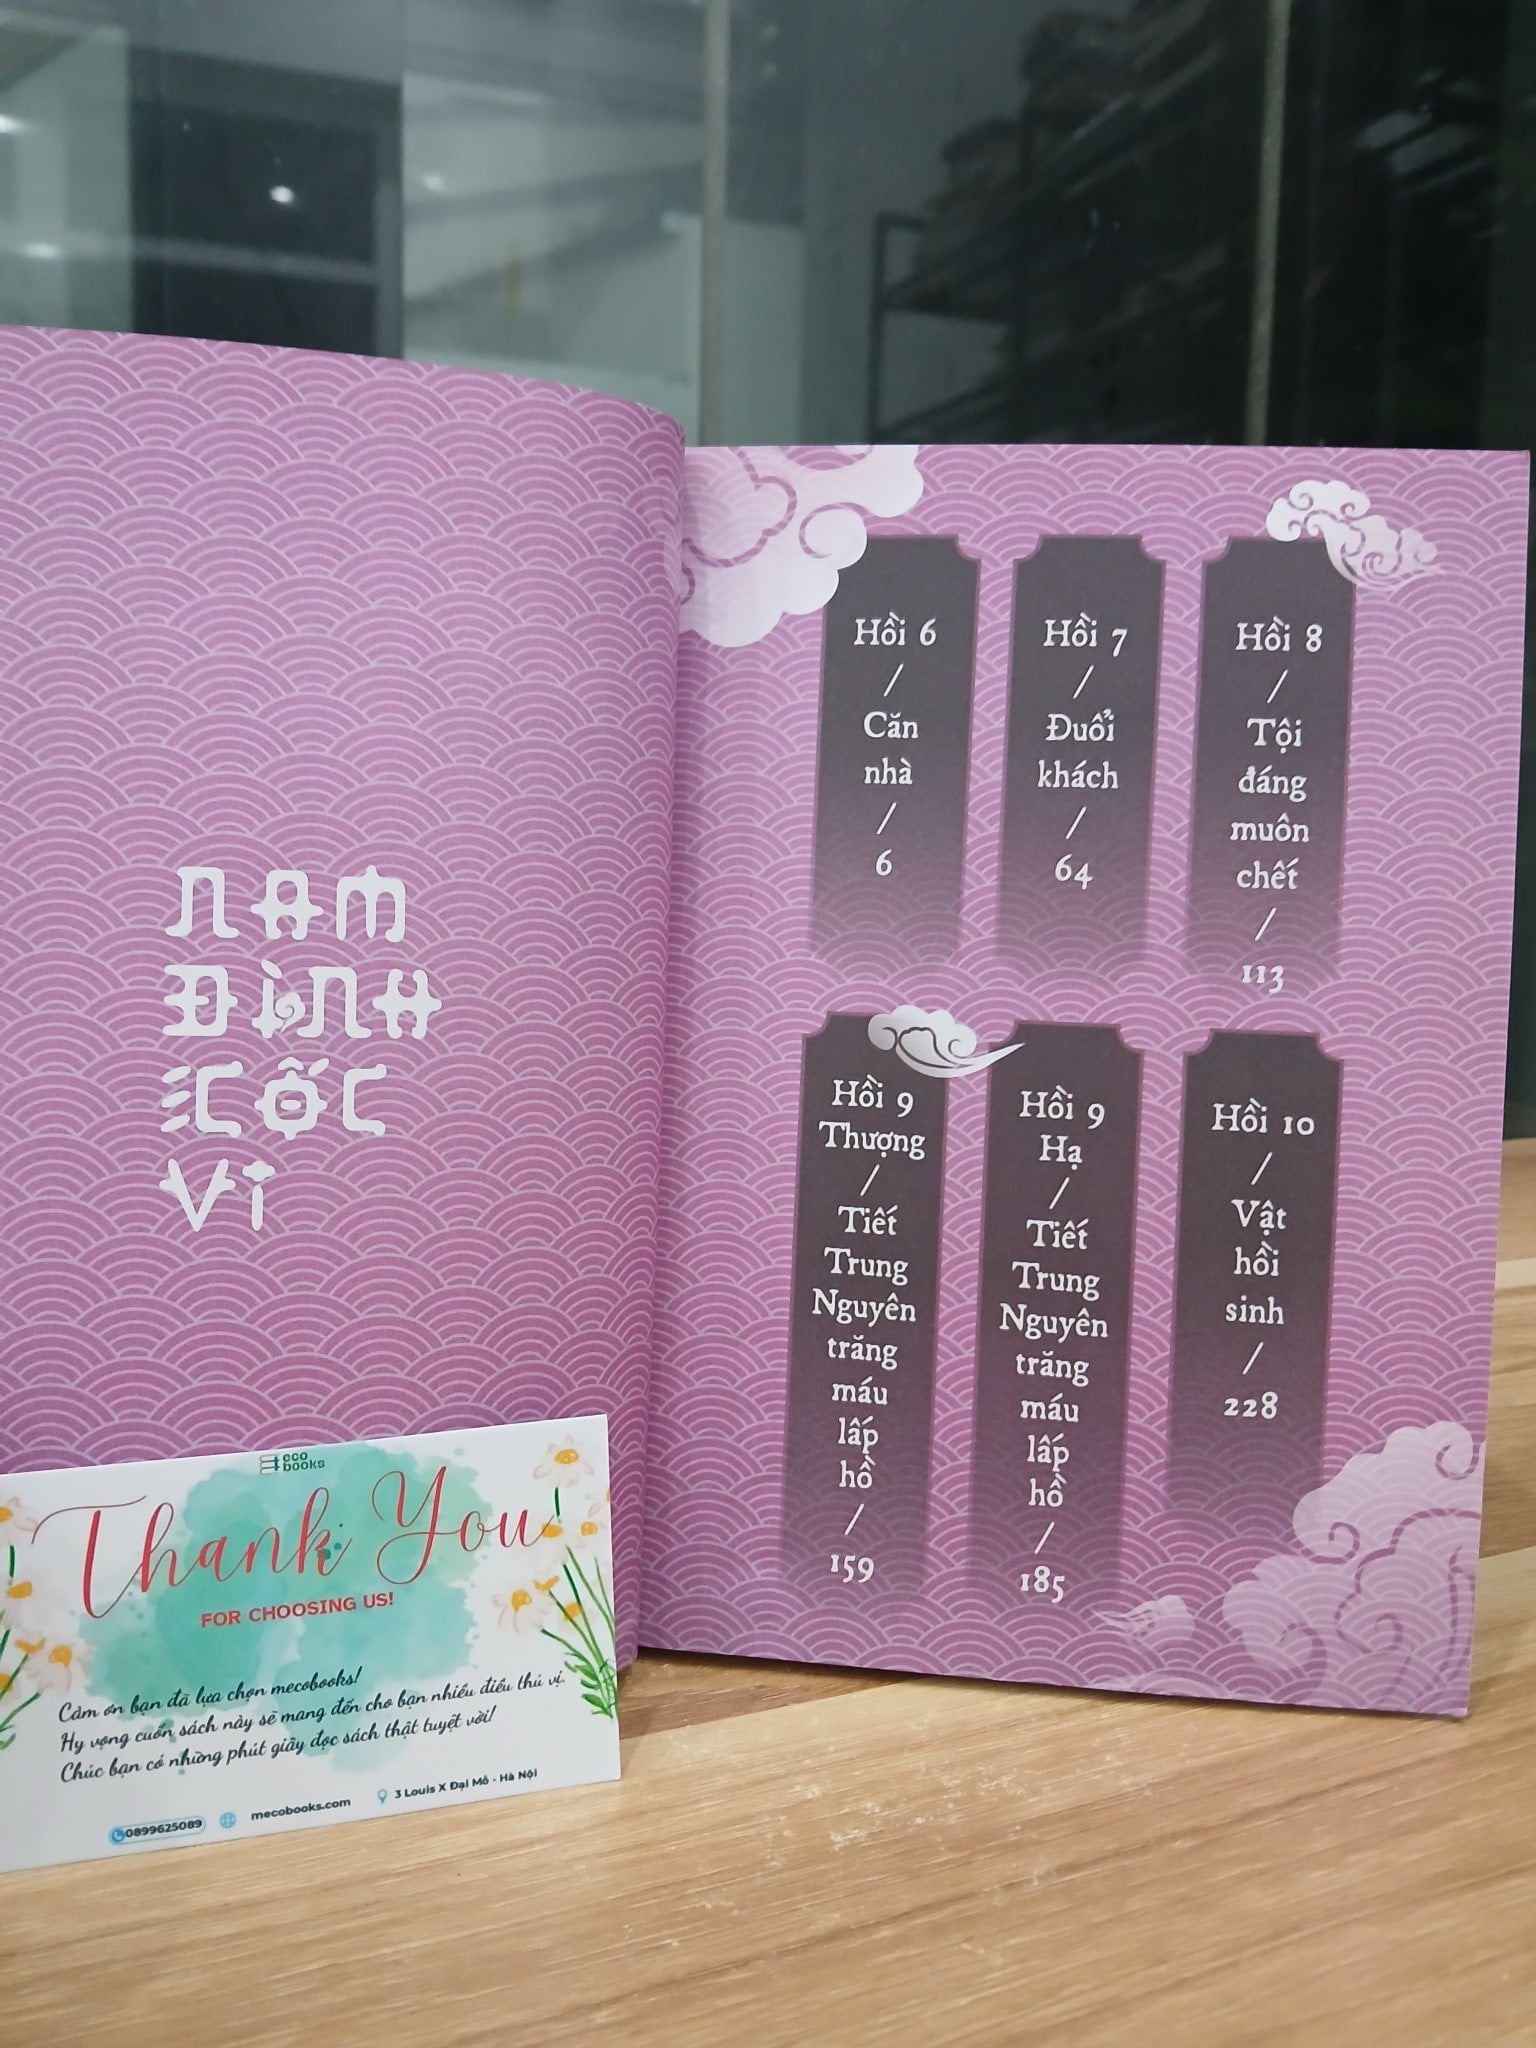 NAM
ĐÌNH
CỐC
VI
Hồi 6
/
Căn
nhà
/
6
Hồi 7
/
Đuổi
khách
/
64
Hồi 8
/
Tội
đáng
muôn
chết
/
113
Hồi 9
Thượng
/
Tiết
Trung
Nguyên
trăng
máu
lấp
hồ
/
159
Hồi 9
Hạ
/
Tiết
Trung
Nguyên
trăng
máu
lấp
hồ
/
185
Hồi 10
/
Vật
hồi
sinh
/
228
eco
books
Thank You
FOR CHOOSING US!
Cảm ơn bạn đã lựa chọn mecobooks!
Hy vọng cuốn sách này sẽ mang đến cho bạn nhiều điều thú vị.
Chúc bạn có những phút giây đọc sách thật tuyệt vời!
0899625089
mecobooks.com
3 Louis X Đại Mỗ - Hà Nội